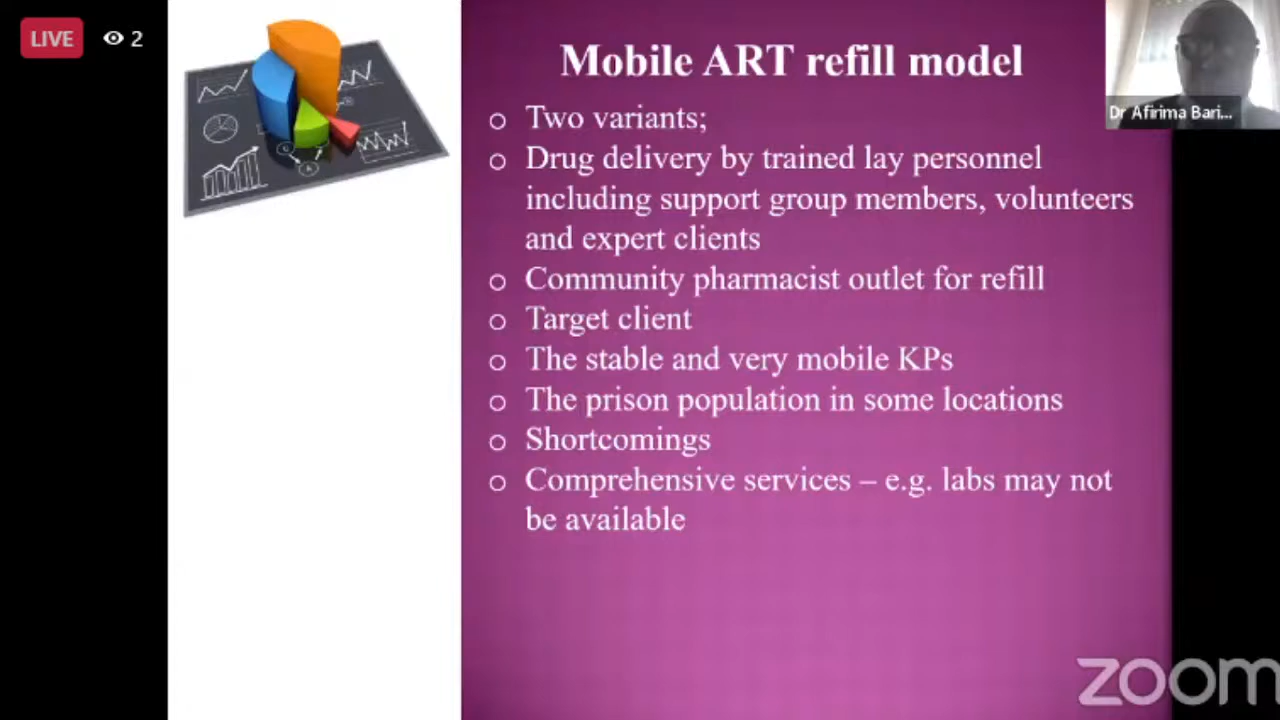 LIVE 2
Mobile ART refill model
Dr Afirima Bari...
o Two variants;
o Drug delivery by trained lay personnel
including support group members, volunteers
and expert clients
o Community pharmacist outlet for refill
o Target client
o The stable and very mobile KPs
o The prison population in some locations
o Shortcomings
o Comprehensive services – e.g. labs may not
be available
zoom